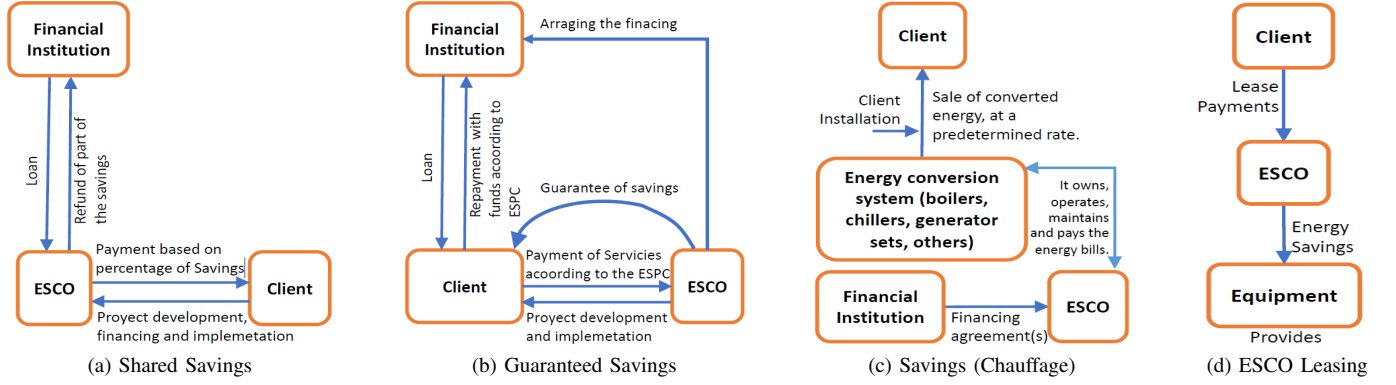 Financial
Institution
Loan
Refund of part of
the savings
Payment based on
percentage of Savings
ESCO
Client
Proyect development,
financing and implemetation
(a) Shared Savings
Financial
Institution
Arraging the finacing
Loan
Repayment with
funds according to
ESPC
Guarantee of savings
Client
Payment of Servicies
according to the ESPC
ESCO
Proyect development
and implemetation
(b) Guaranteed Savings
Client
Client
Installation
Sale of converted
energy, at a
predetermined rate.
Energy conversion
system (boilers,
chillers, generator
sets, others)
It owns,
operates,
maintains
and pays the
energy bills.
Financial
Institution
Financing
agreement(s)
ESCO
(c) Savings (Chauffage)
Client
Lease
Payments
ESCO
Energy
Savings
Equipment
Provides
(d) ESCO Leasing